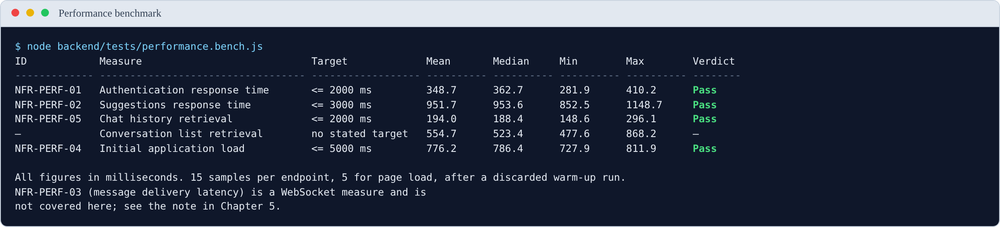 Performance benchmark
$ node backend/tests/performance.bench.js
ID            Measure                            Target             Mean       Median     Min        Max        Verdict
------------- ---------------------------------- ------------------ ---------- ---------- ---------- ---------- --------
NFR-PERF-01   Authentication response time       <= 2000 ms         348.7      362.7      281.9      410.2      Pass
NFR-PERF-02   Suggestions response time          <= 3000 ms         951.7      953.6      852.5      1148.7     Pass
NFR-PERF-05   Chat history retrieval             <= 2000 ms         194.0      188.4      148.6      296.1      Pass
—             Conversation list retrieval        no stated target   554.7      523.4      477.6      868.2      —
NFR-PERF-04   Initial application load           <= 5000 ms         776.2      786.4      727.9      811.9      Pass
All figures in milliseconds. 15 samples per endpoint, 5 for page load, after a discarded warm-up run.
NFR-PERF-03 (message delivery latency) is a WebSocket measure and is
not covered here; see the note in Chapter 5.